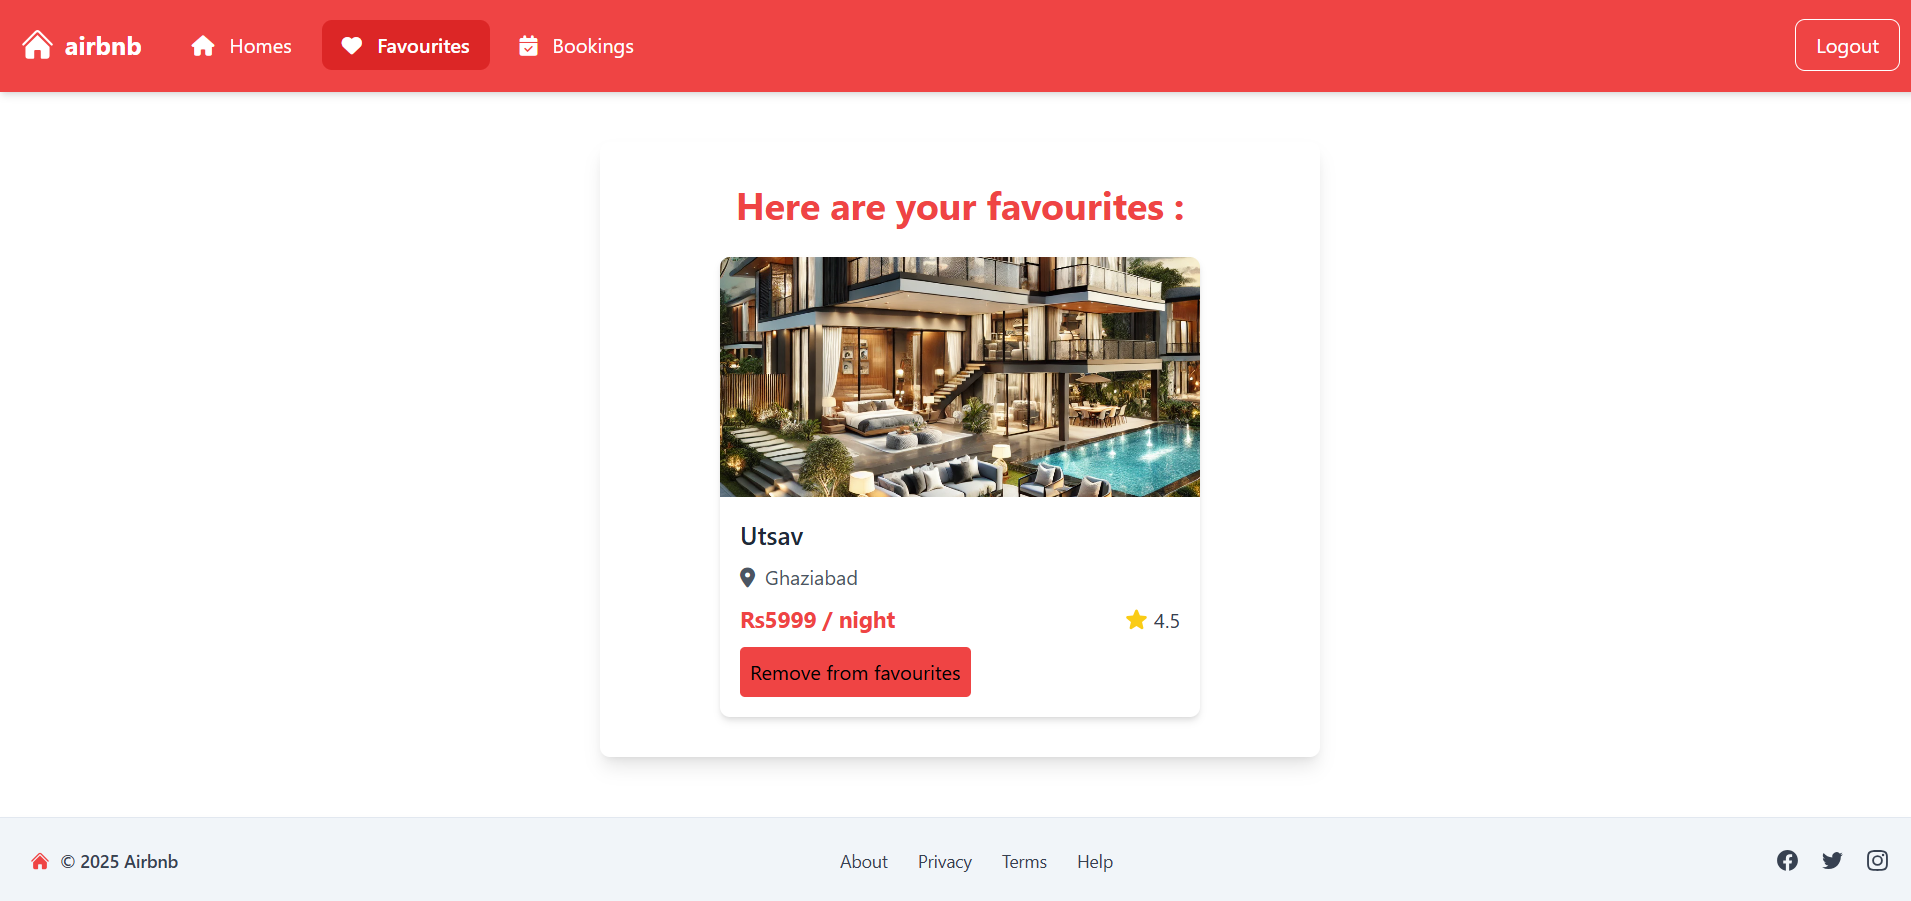 airbnb
Homes
Favourites
Bookings
Logout
Here are your favourites :
Utsav
Ghaziabad
Rs5999 / night
4.5
Remove from favourites
© 2025 Airbnb
About
Privacy
Terms
Help